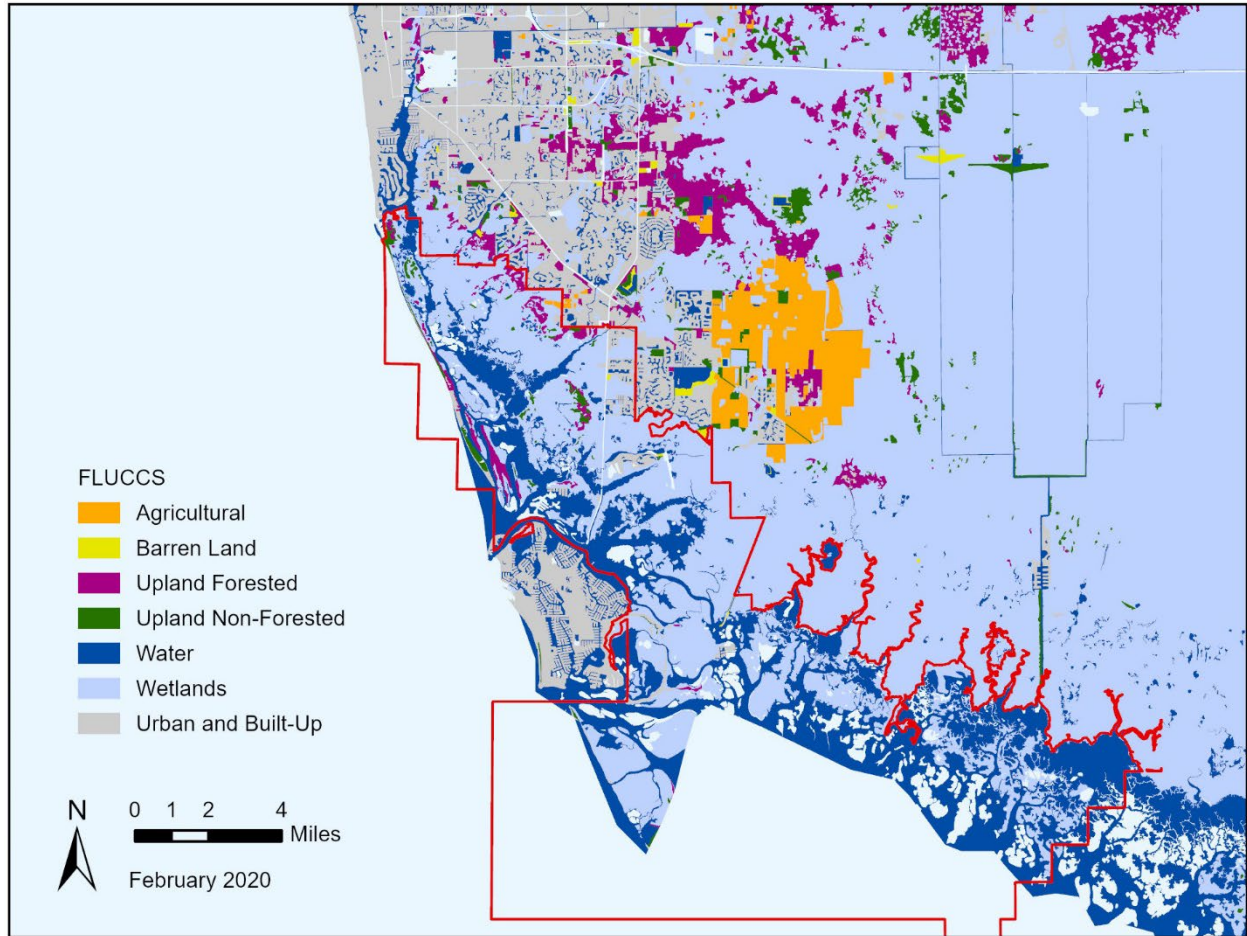 FLUCCS
Agricultural
Barren Land
Upland Forested
Upland Non-Forested
Water
Wetlands
Urban and Built-Up
N
0 1 2 4
Miles
February 2020